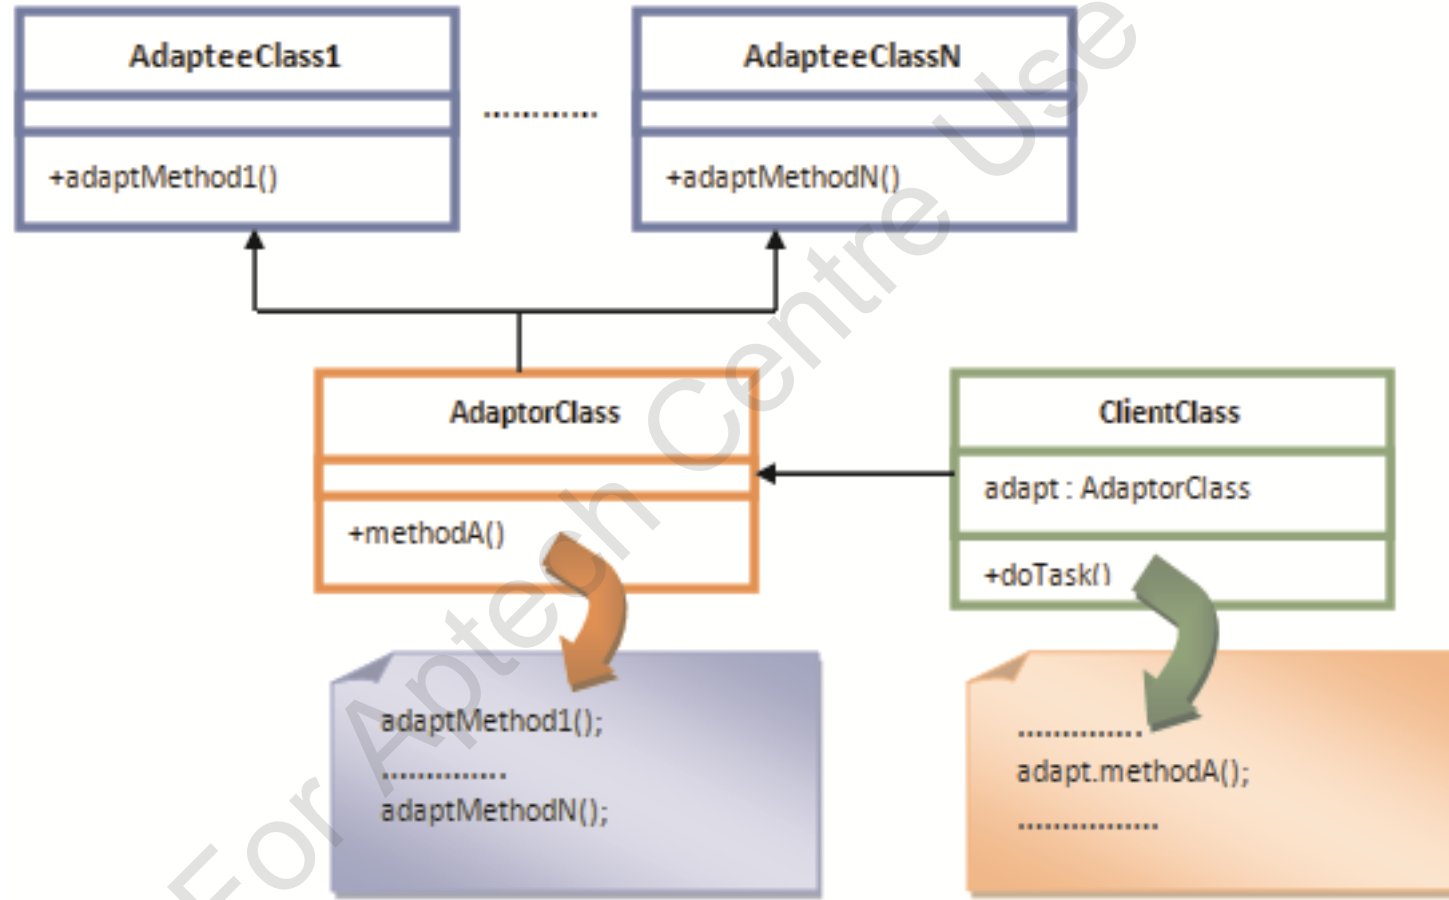 AdapteeClass1
AdapteeClassN
............
+adaptMethod1()
+adaptMethodN()
AdaptorClass
ClientClass
adapt : AdaptorClass
+methodA()
+doTask()
adaptMethod1();
..............
adaptMethodN();
..............
adapt.methodA();
................
For Aptech Centre Use